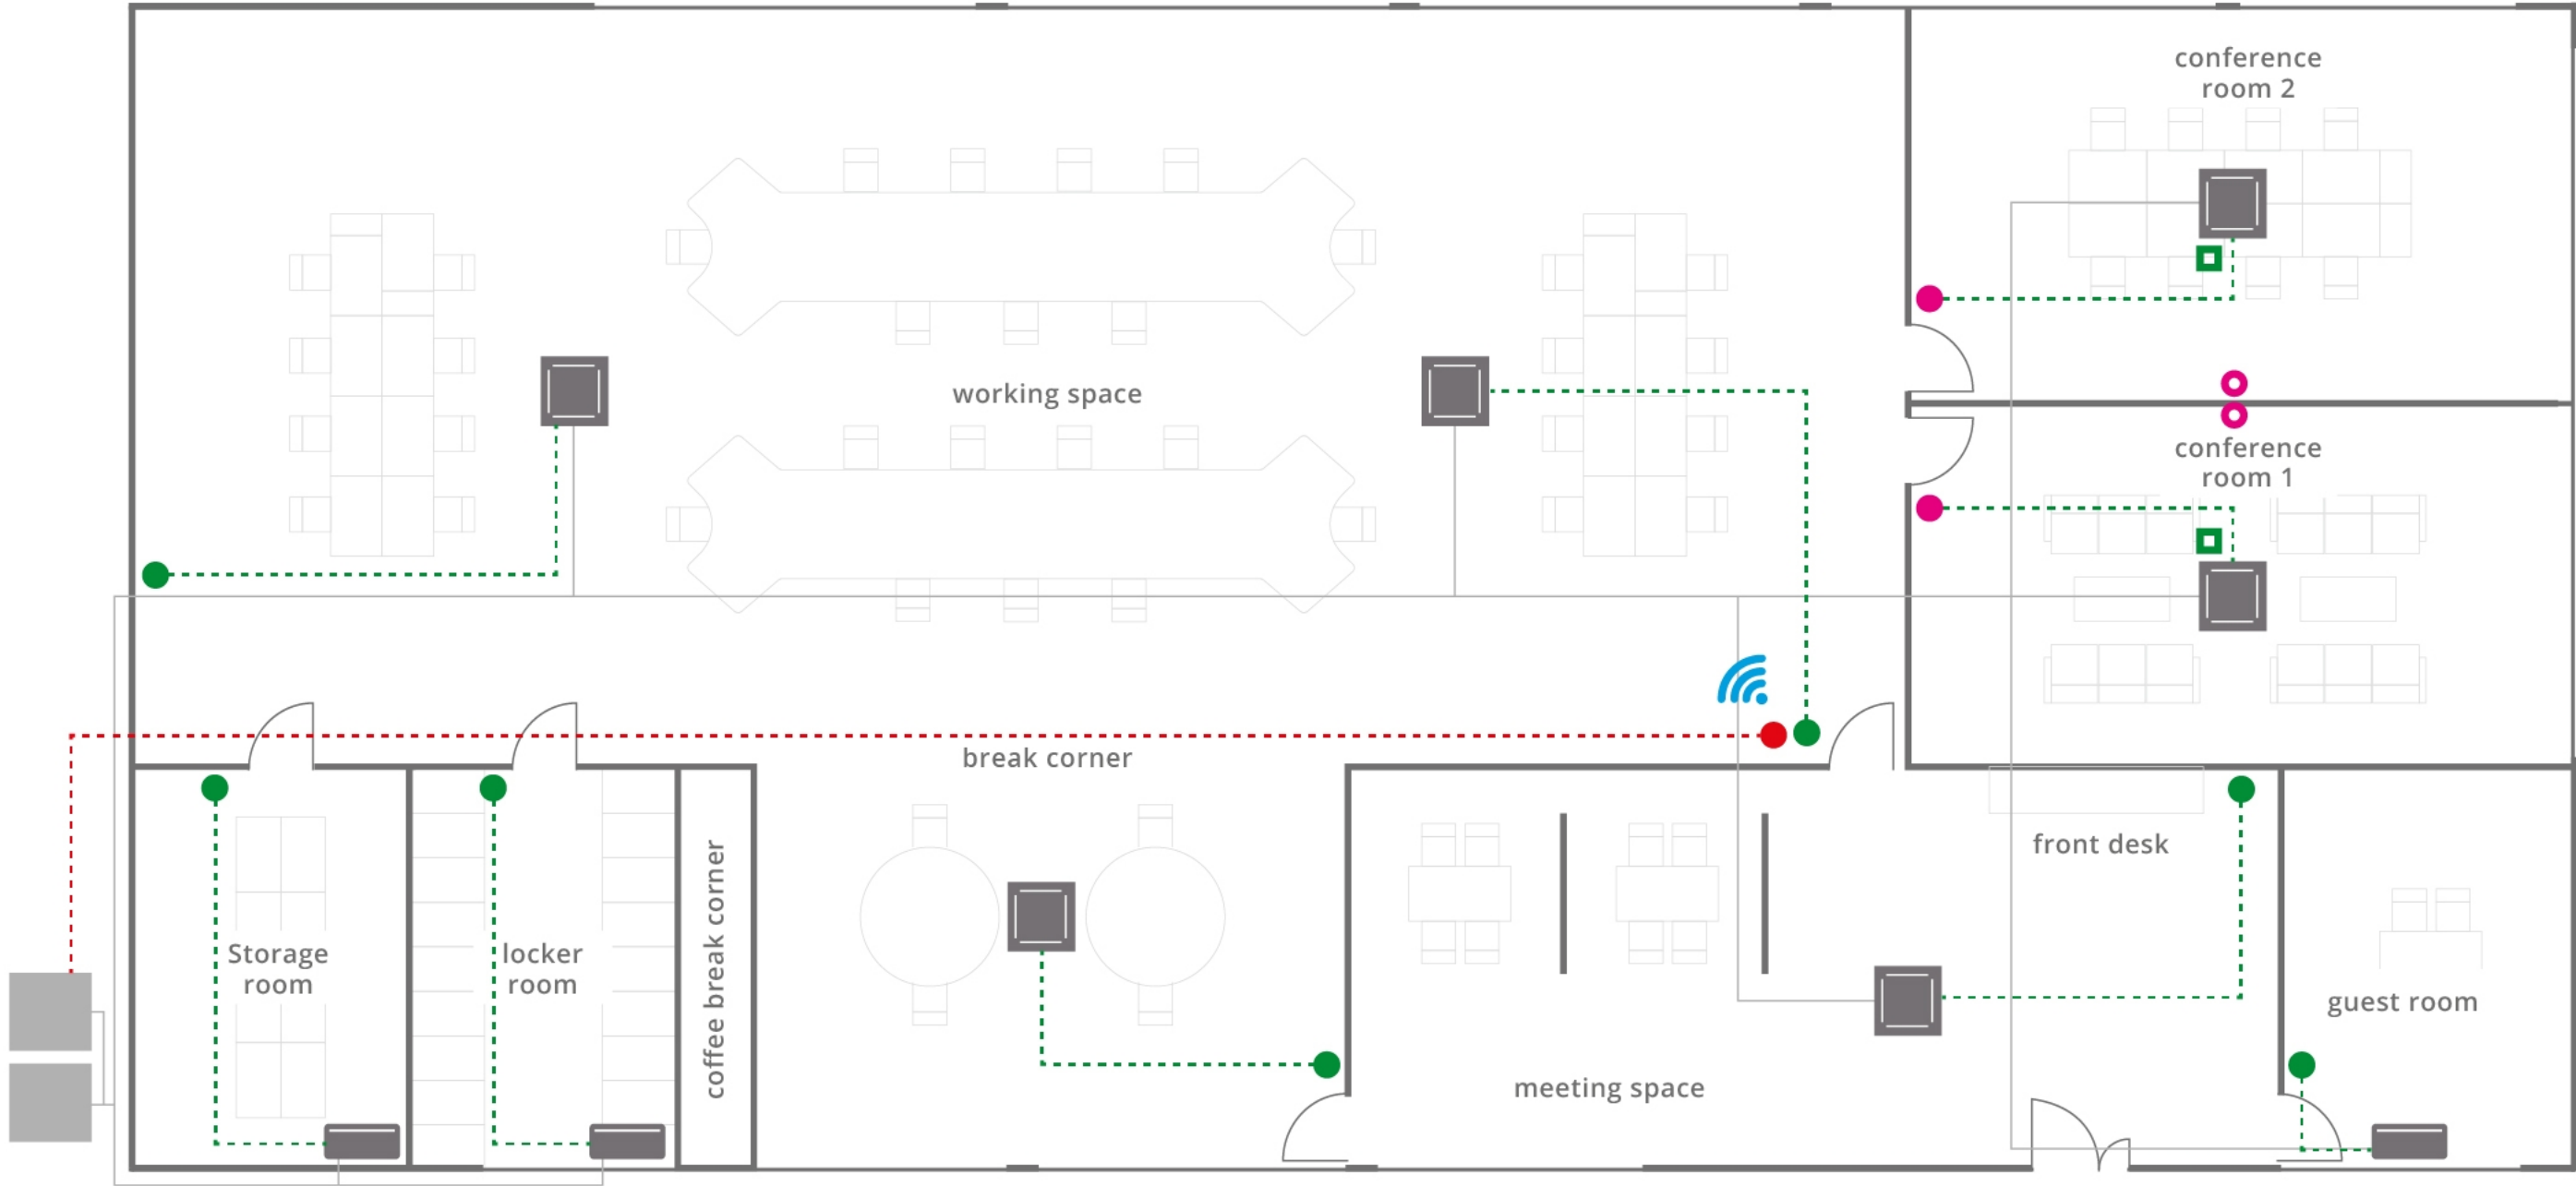 conference
room 2
working space
conference
room 1
break corner
front desk
coffee break corner
Storage
room
locker
room
guest room
meeting space